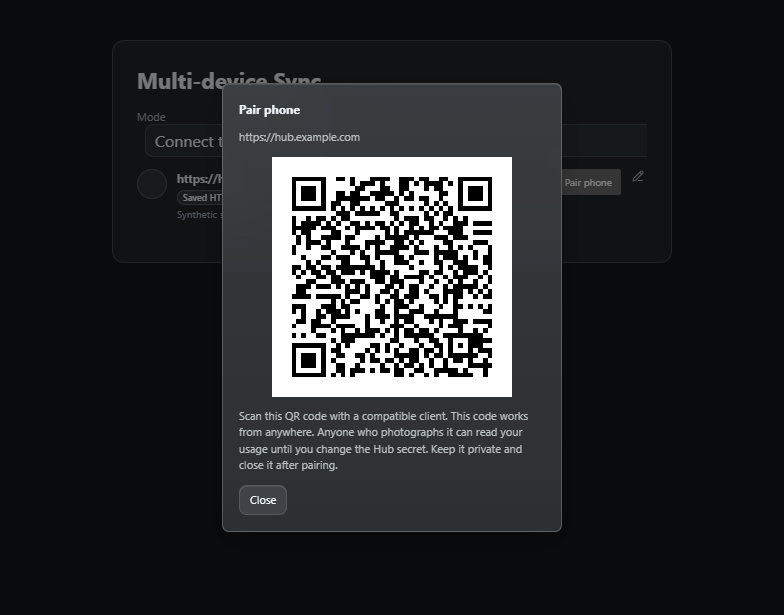 Multi-device Sync
Mode
Connect t
https://h
Saved HT
Synthetic s
Pair phone
Pair phone
https://hub.example.com
Scan this QR code with a compatible client. This code works
from anywhere. Anyone who photographs it can read your
usage until you change the Hub secret. Keep it private and
close it after pairing.
Close